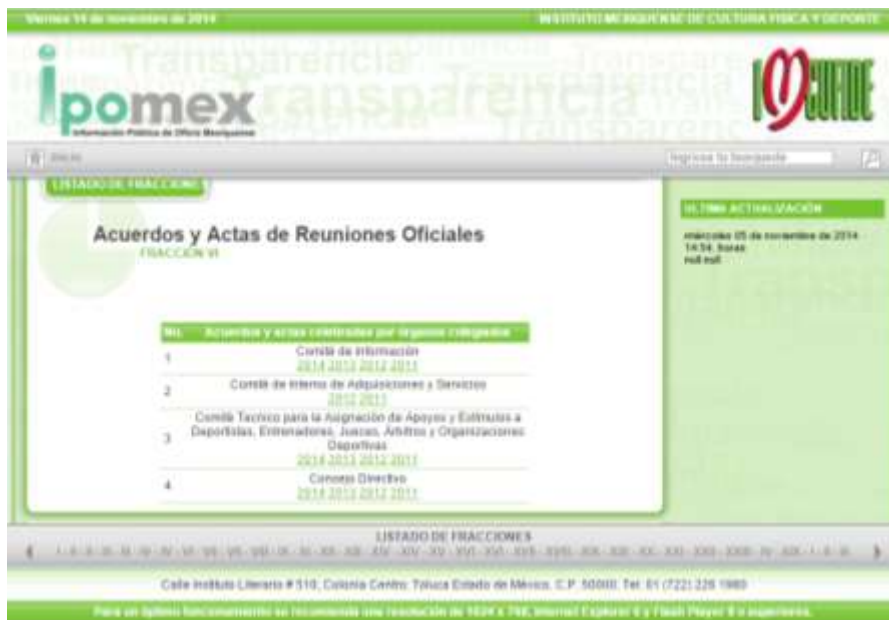 Viernes 14 de noviembre de 2014
INSTITUTO MEXIQUENSE DE CULTURA FISICA Y DEPORTE
Transparencia
ipomex
Información Pública de Oficio Mexiquense
INICIO
Ingrese tu busqueda
LISTADO DE FRACCIONES
Acuerdos y Actas de Reuniones Oficiales
FRACCIÓN VI
ULTIMA ACTUALIZACIÓN
miércoles 05 de noviembre de 2014
14:54 horas
null null
No. Acuerdos y actas celebradas por órganos colegiados
1 Comité de Información
2014 2013 2012 2011
2 Comité de Interno de Adquisiciones y Servicios
2012 2011
3 Comité Tecnico para la Asignación de Apoyos y Estímulos a
Deportistas, Entrenadores, Jueces, Árbitros y Organizaciones
Deportivas
2014 2013 2012 2011
4 Consejo Directivo
2014 2013 2012 2011
LISTADO DE FRACCIONES
Calle Instituto Literario # 510, Colonia Centro; Toluca Estado de México, C.P. 50000. Tel. 01 (722) 226 1980
Para un óptimo funcionamiento se recomienda una resolución de 1024 x 768, Internet Explorer 6 y Flash Player 8 o superiores.